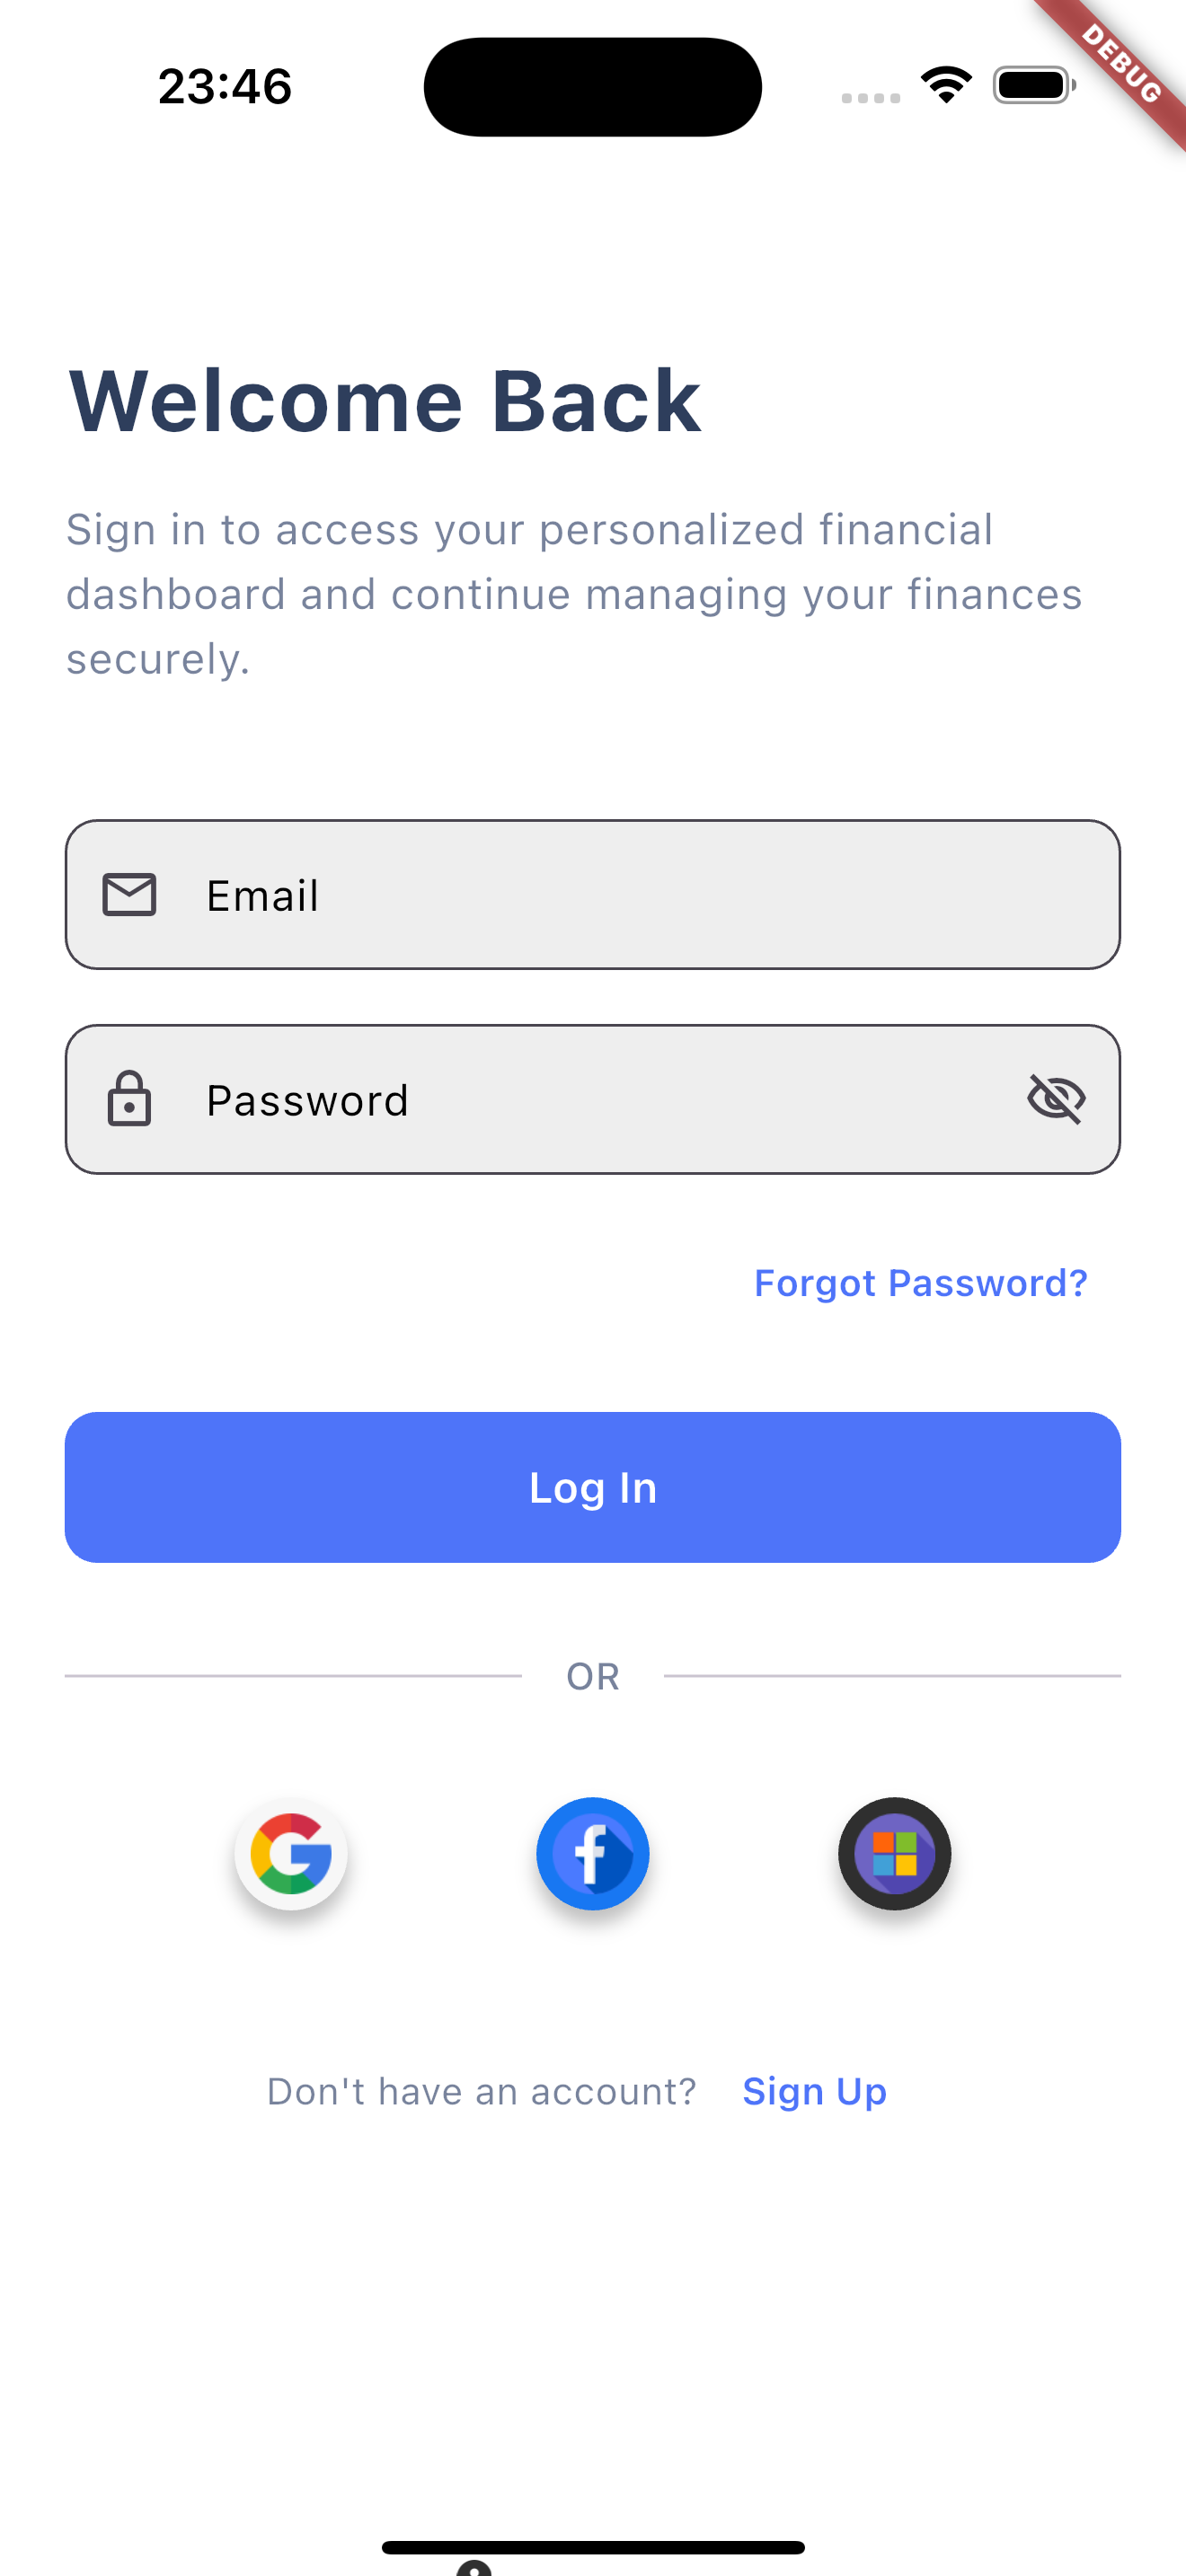 23:46
DEBUG
Welcome Back
Sign in to access your personalized financial
dashboard and continue managing your finances
securely.
Email
Password
Forgot Password?
Log In
OR
Don't have an account? Sign Up